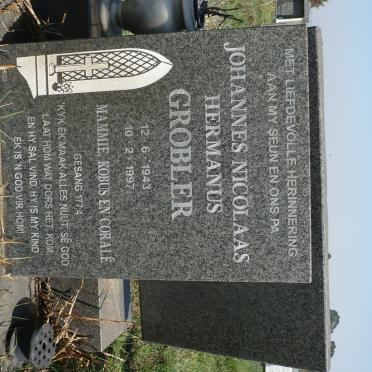 MET LIEFDEVOLLE HERINNERING
AAN MY SEUN EN ONS PA
JOHANNES NICOLAAS
HERMANUS
GROBLER
12 · 6 · 1943
10 · 2 · 1997
MAMMIE, KOBUS EN CORALÉ
GESANG 177:4
"KYK EK MAAK ALLES NUUT, SÊ GOD
LAAT HOM WAT DORS HET, KOM
EN HY SAL VIND, HY IS MY KIND
EK IS 'N GOD VIR HOM!